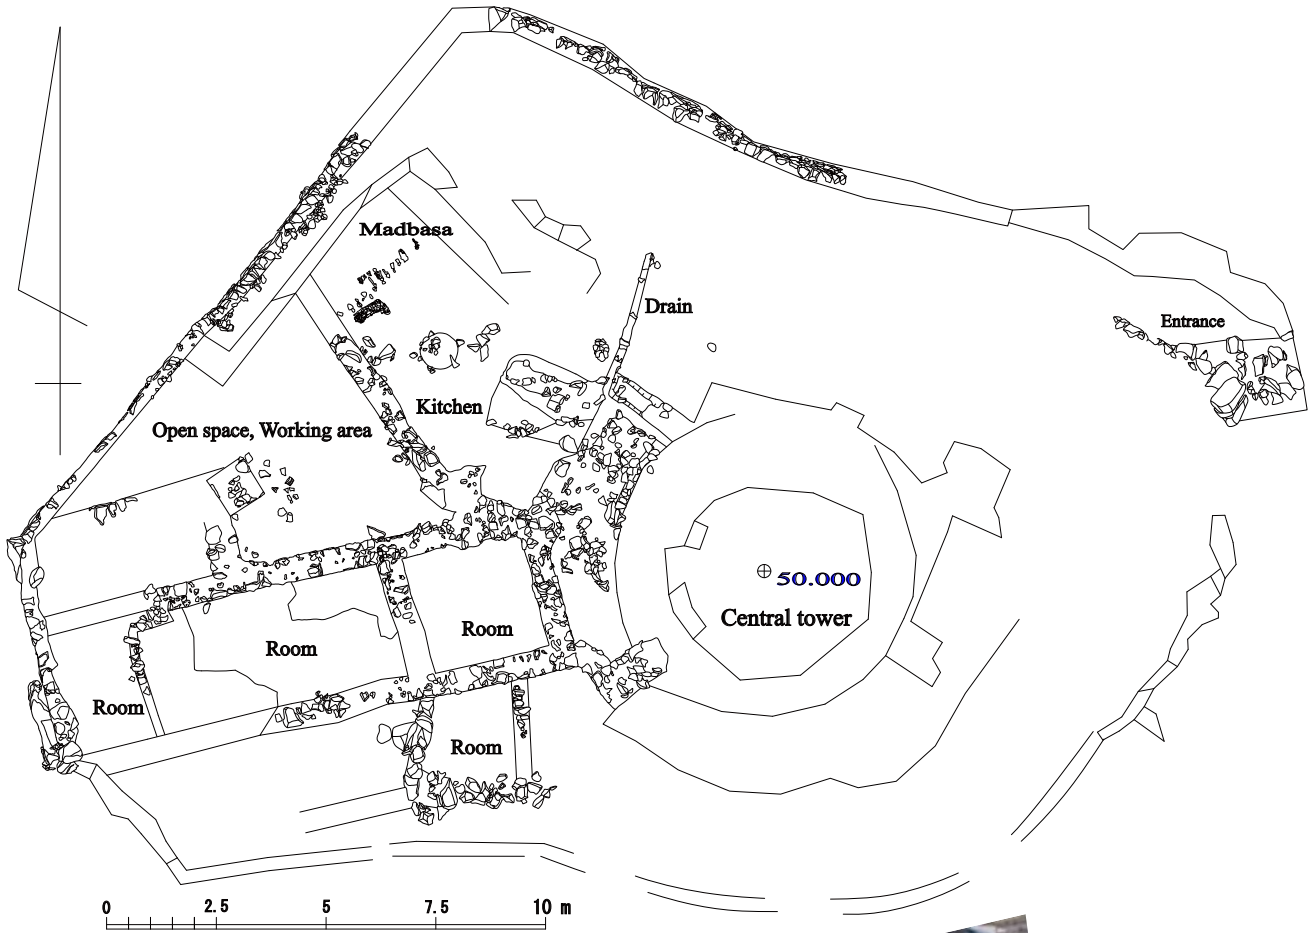 Madbasa
Drain
Entrance
Kitchen
Open space, Working area
50.000
Central tower
Room
Room
Room
Room
0 2.5 5 7.5 10 m